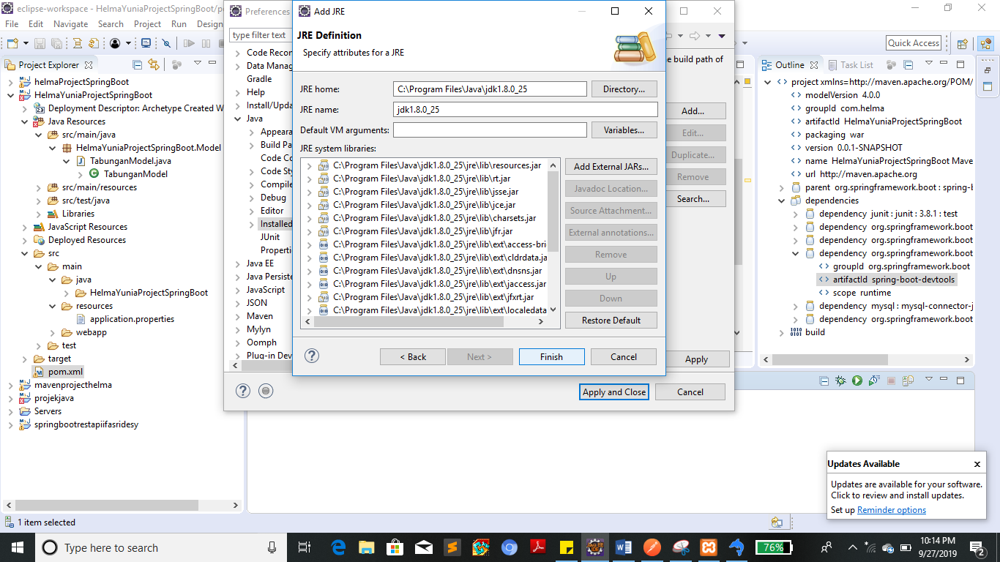 eclipse-workspace - HelmaYuniaProjectSpringBoot/po
File Edit Navigate Search Project Run Design
Quick Access
Project Explorer
helmaProjectSpringBoot
HelmaYuniaProjectSpringBoot
Deployment Descriptor: Archetype Created W
Java Resources
src/main/java
HelmaYuniaProjectSpringBoot.Model
TabunganModel.java
TabunganModel
src/main/resources
src/test/java
Libraries
JavaScript Resources
Deployed Resources
src
main
java
HelmaYuniaProjectSpringBoot
resources
application.properties
webapp
test
target
pom.xml
mavenprojecthelma
projekjava
Servers
springbootrestapiifasridesy
1 item selected
Preferences
type filter text
Code Recon
Data Manag
Gradle
Help
Install/Upda
Java
Appeara
Build Pa
Code Co
Code Sty
Compile
Debug
Editor
Installed
JUnit
Properti
Java EE
Java Persiste
JavaScript
JSON
Maven
Mylyn
Oomph
Plug-in Dev
e build path of
Add...
Edit...
Duplicate...
Remove
Search...
Apply
Apply and Close
Cancel
Add JRE
JRE Definition
Specify attributes for a JRE
JRE home: C:\Program Files\Java\jdk1.8.0_25 Directory...
JRE name: jdk1.8.0_25
Default VM arguments: Variables...
JRE system libraries:
C:\Program Files\Java\jdk1.8.0_25\jre\lib\resources.jar
C:\Program Files\Java\jdk1.8.0_25\jre\lib\rt.jar
C:\Program Files\Java\jdk1.8.0_25\jre\lib\jsse.jar
C:\Program Files\Java\jdk1.8.0_25\jre\lib\jce.jar
C:\Program Files\Java\jdk1.8.0_25\jre\lib\charsets.jar
C:\Program Files\Java\jdk1.8.0_25\jre\lib\jfr.jar
C:\Program Files\Java\jdk1.8.0_25\jre\lib\ext\access-bri
C:\Program Files\Java\jdk1.8.0_25\jre\lib\ext\cldrdata.ja
C:\Program Files\Java\jdk1.8.0_25\jre\lib\ext\dnsns.jar
C:\Program Files\Java\jdk1.8.0_25\jre\lib\ext\jaccess.jar
C:\Program Files\Java\jdk1.8.0_25\jre\lib\ext\jfxrt.jar
C:\Program Files\Java\jdk1.8.0_25\jre\lib\ext\localedata
Add External JARs...
Javadoc Location...
Source Attachment...
External annotations...
Remove
Up
Down
Restore Default
< Back Next > Finish Cancel
Outline Task List
project xmlns=http://maven.apache.org/POM/
modelVersion 4.0.0
groupId com.helma
artifactId HelmaYuniaProjectSpringBoot
packaging war
version 0.0.1-SNAPSHOT
name HelmaYuniaProjectSpringBoot Mave
url http://maven.apache.org
parent org.springframework.boot : spring-b
dependencies
dependency junit : junit : 3.8.1 : test
dependency org.springframework.boot
dependency org.springframework.boot
dependency org.springframework.boot
groupId org.springframework.boot
artifactId spring-boot-devtools
scope runtime
dependency mysql : mysql-connector-j
dependency org.springframework.boot
build
Updates Available
Updates are available for your software.
Click to review and install updates.
Set up Reminder options
Type here to search
76%
10:14 PM
9/27/2019
2